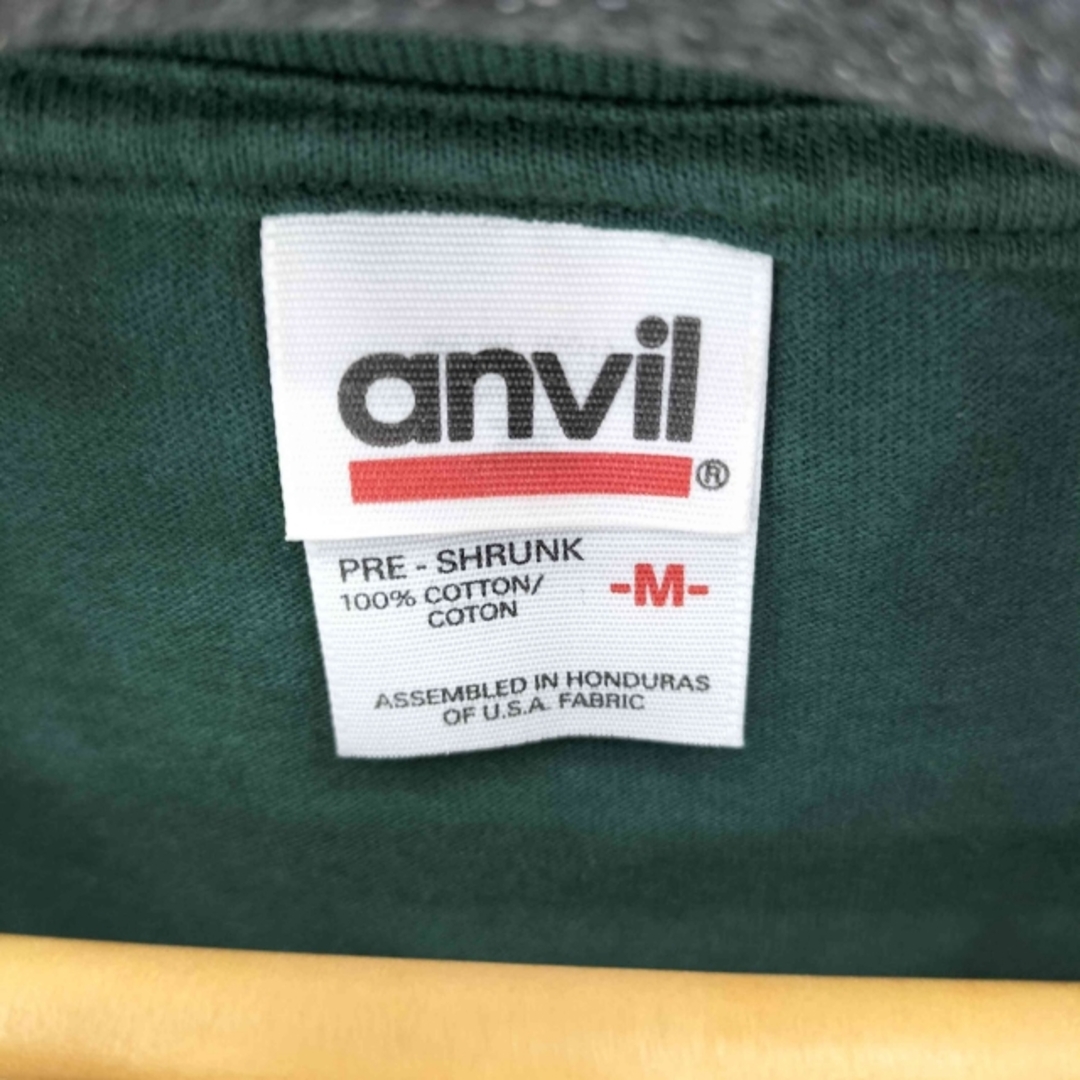 anvil
®
PRE - SHRUNK
100% COTTON/
COTON
-M-
ASSEMBLED IN HONDURAS
OF U.S.A. FABRIC